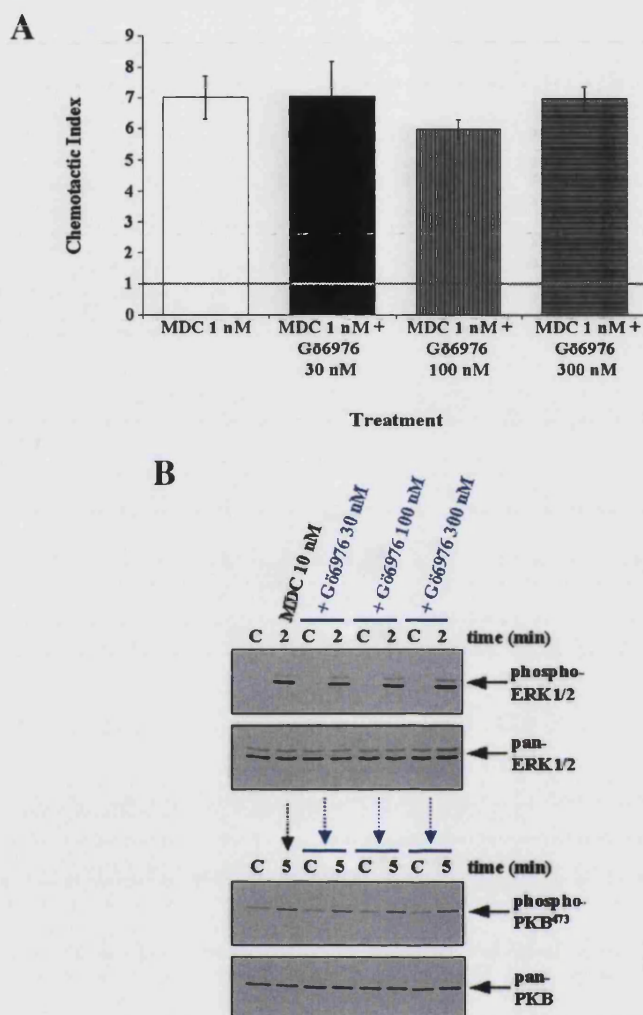 A
Chemotactic Index
9
8
7
6
5
4
3
2
1
0
MDC 1 nM
MDC 1 nM +
Gö6976
30 nM
MDC 1 nM +
Gö6976
100 nM
MDC 1 nM +
Gö6976
300 nM
Treatment
B
MDC 10 nM
+ Gö6976 30 nM
+ Gö6976 100 nM
+ Gö6976 300 nM
C 2 C 2 C 2 C 2 time (min)
phospho-
ERK1/2
pan-
ERK1/2
C 5 C 5 C 5 C 5 time (min)
phospho-
PKB⁴⁷³
pan-
PKB